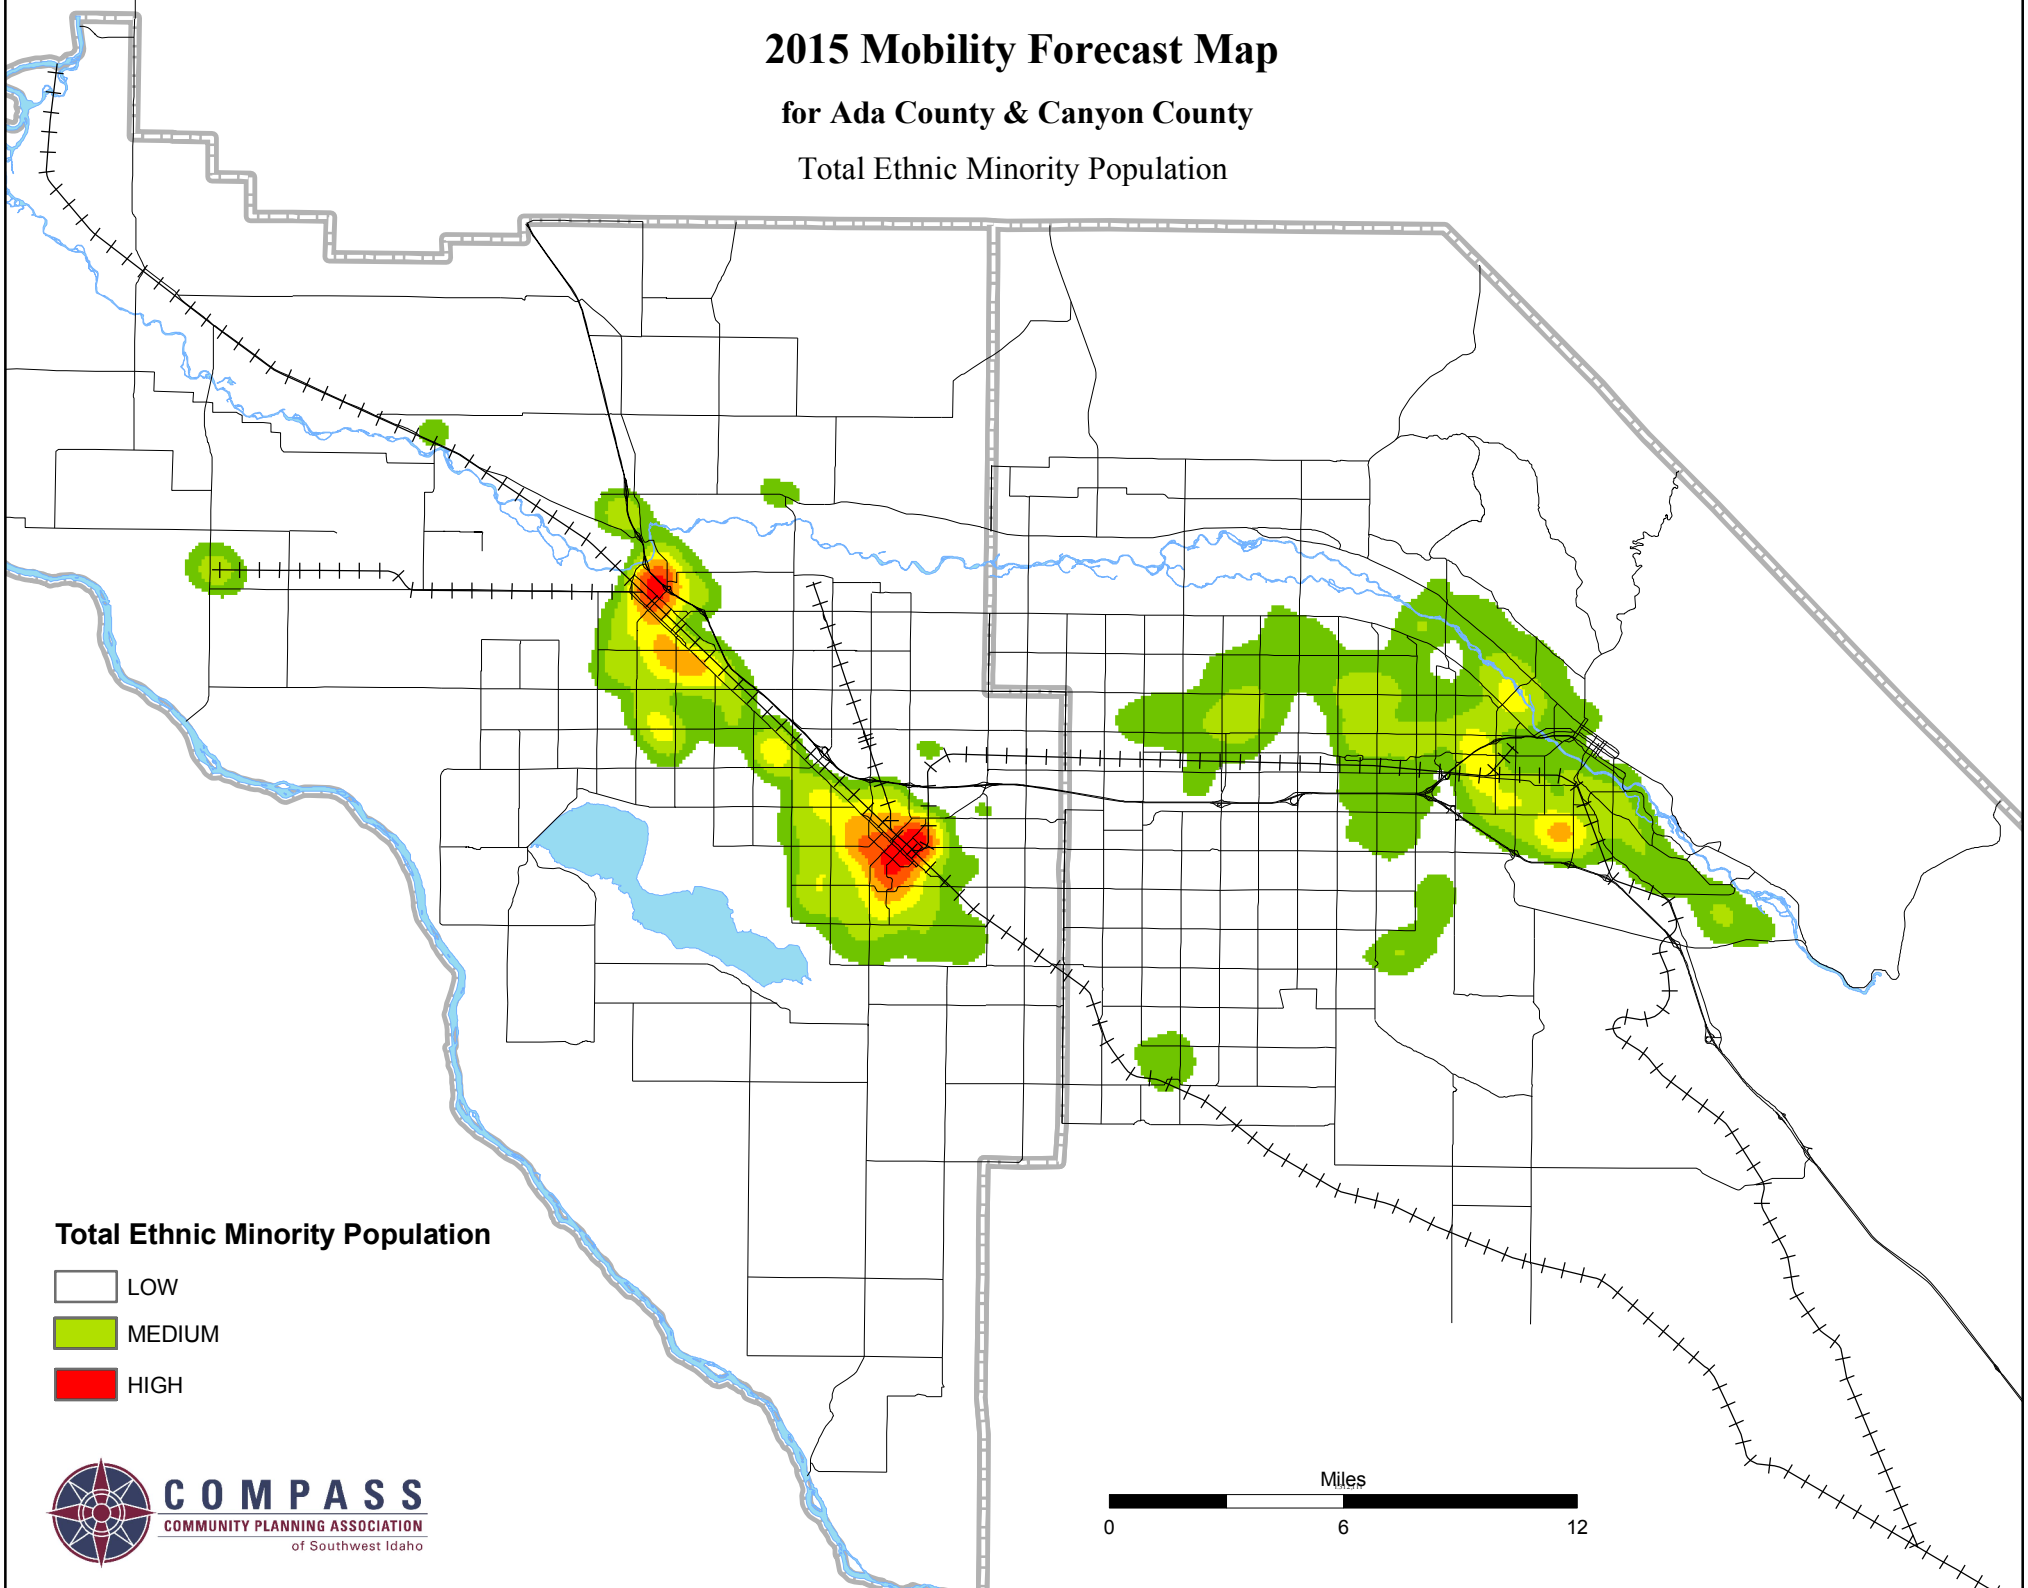 2015 Mobility Forecast Map
for Ada County & Canyon County
Total Ethnic Minority Population
Total Ethnic Minority Population
LOW
MEDIUM
HIGH
COMPASS
COMMUNITY PLANNING ASSOCIATION
of Southwest Idaho
Miles
0 6 12